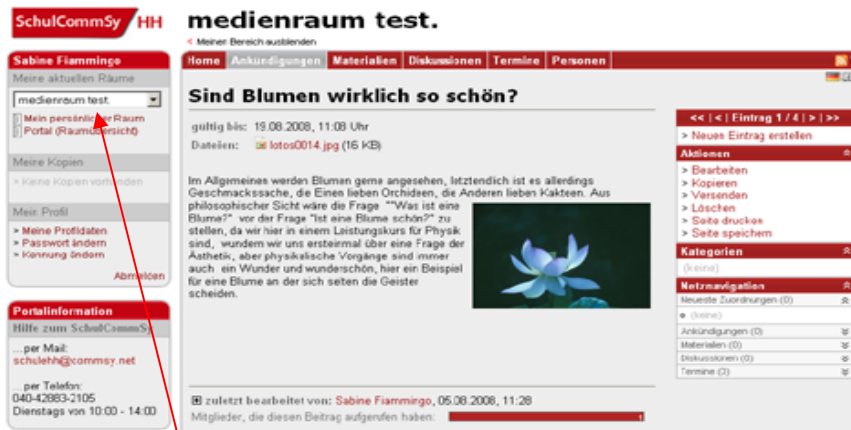 SchulCommSy HH
medienraum test.
< Meiner Bereich ausblenden
Sabine Fiammingo
Meine aktuellen Räume
medienraum test.
Mein persönlicher Raum
Portal (Raumübersicht)
Meine Kopien
> Keine Kopien vorhanden
Mein Profil
> Meine Profildaten
> Passwort ändern
> Kennung ändern
Abmelden
Portalinformation
Hilfe zum SchulCommSy
...per Mail:
schulehh@commsy.net
...per Telefon:
040-42883-2105
Dienstags von 10:00 - 14:00
Home Ankündigungen Materialien Diskussionen Termine Personen
Sind Blumen wirklich so schön?
gültig bis: 19.08.2008, 11:08 Uhr
Dateien: lotos0014.jpg (16 KB)
Im Allgemeines werden Blumen gerne angesehen, letztendlich ist es allerdings
Geschmackssache, die Einen lieben Orchideen, die Anderen lieben Kakteen. Aus
philosophischer Sicht wäre die Frage ""Was ist eine
Blume?" vor der Frage "Ist eine Blume schön?" zu
stellen, da wir hier in einem Leistungskurs für Physik
sind, wundern wir uns ersteinmal über eine Frage der
Ästhetik, aber physikalische Vorgänge sind immer
auch ein Wunder und wunderschön, hier ein Beispiel
für eine Blume an der sich selten die Geister
scheiden.
zuletzt bearbeitet von: Sabine Fiammingo, 05.08.2008, 11:28
Mitglieder, die diesen Beitrag aufgerufen haben:
<< | < | Eintrag 1 / 4 | > | >>
> Neuen Eintrag erstellen
Aktionen
> Bearbeiten
> Kopieren
> Versenden
> Löschen
> Seite drucken
> Seite speichern
Kategorien
(keine)
Netznavigation
Neueste Zuordnungen (0)
(keine)
Ankündigungen (0)
Materialien (0)
Diskussionen (0)
Termine (0)